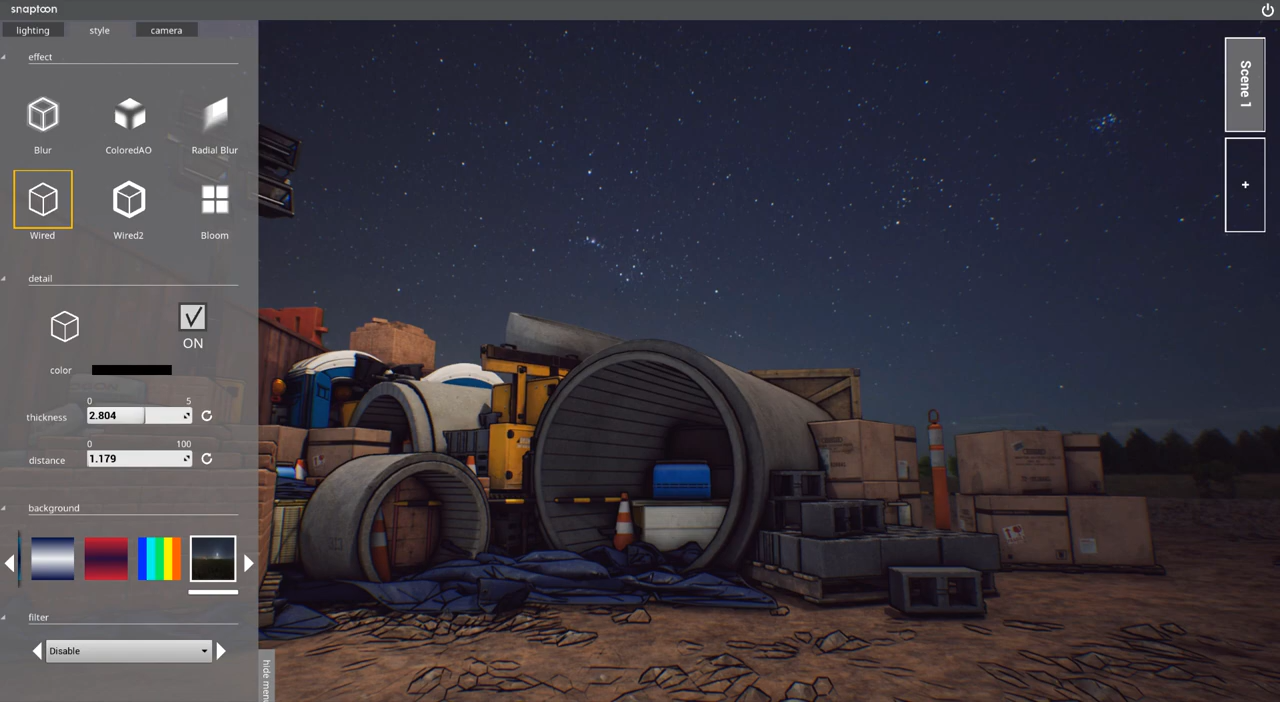 snaptoon
lighting
style
camera
effect
Blur
ColoredAO
Radial Blur
Wired
Wired2
Bloom
detail
ON
color
0
5
thickness
2.804
0
100
distance
1.179
background
filter
Disable
hide menu
Scene 1
+